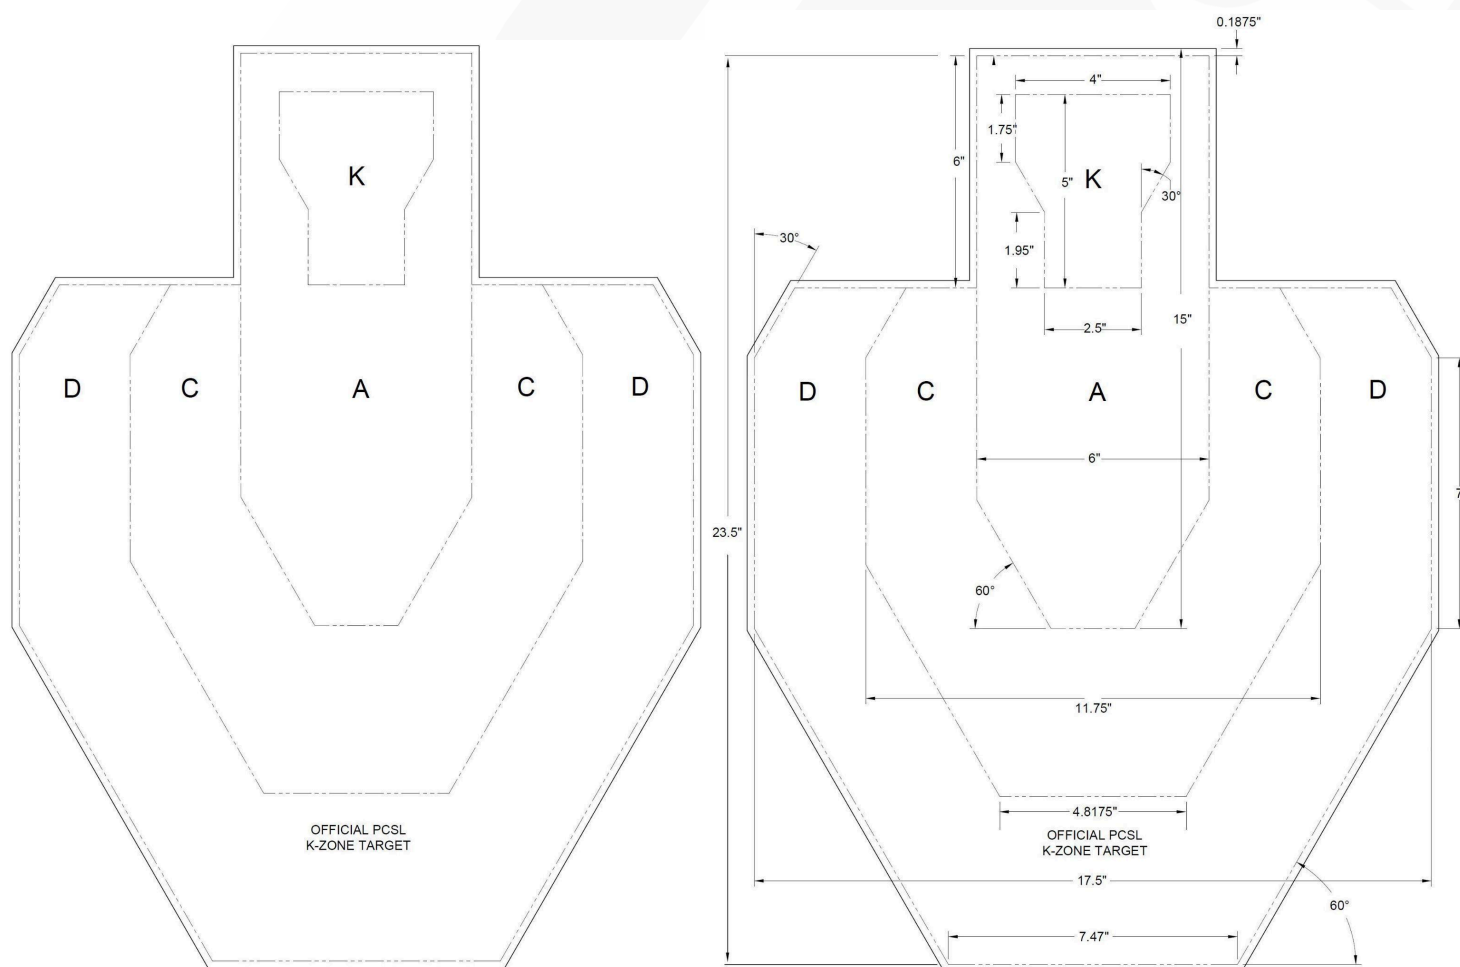 K
D
C
A
C
D
OFFICIAL PCSL
K-ZONE TARGET
0.1875"
4"
1.75"
6"
5"
K
30°
1.95"
30°
2.5"
15"
D
C
A
C
D
6"
7
23.5"
60°
11.75"
4.8175"
OFFICIAL PCSL
K-ZONE TARGET
17.5"
60°
7.47"